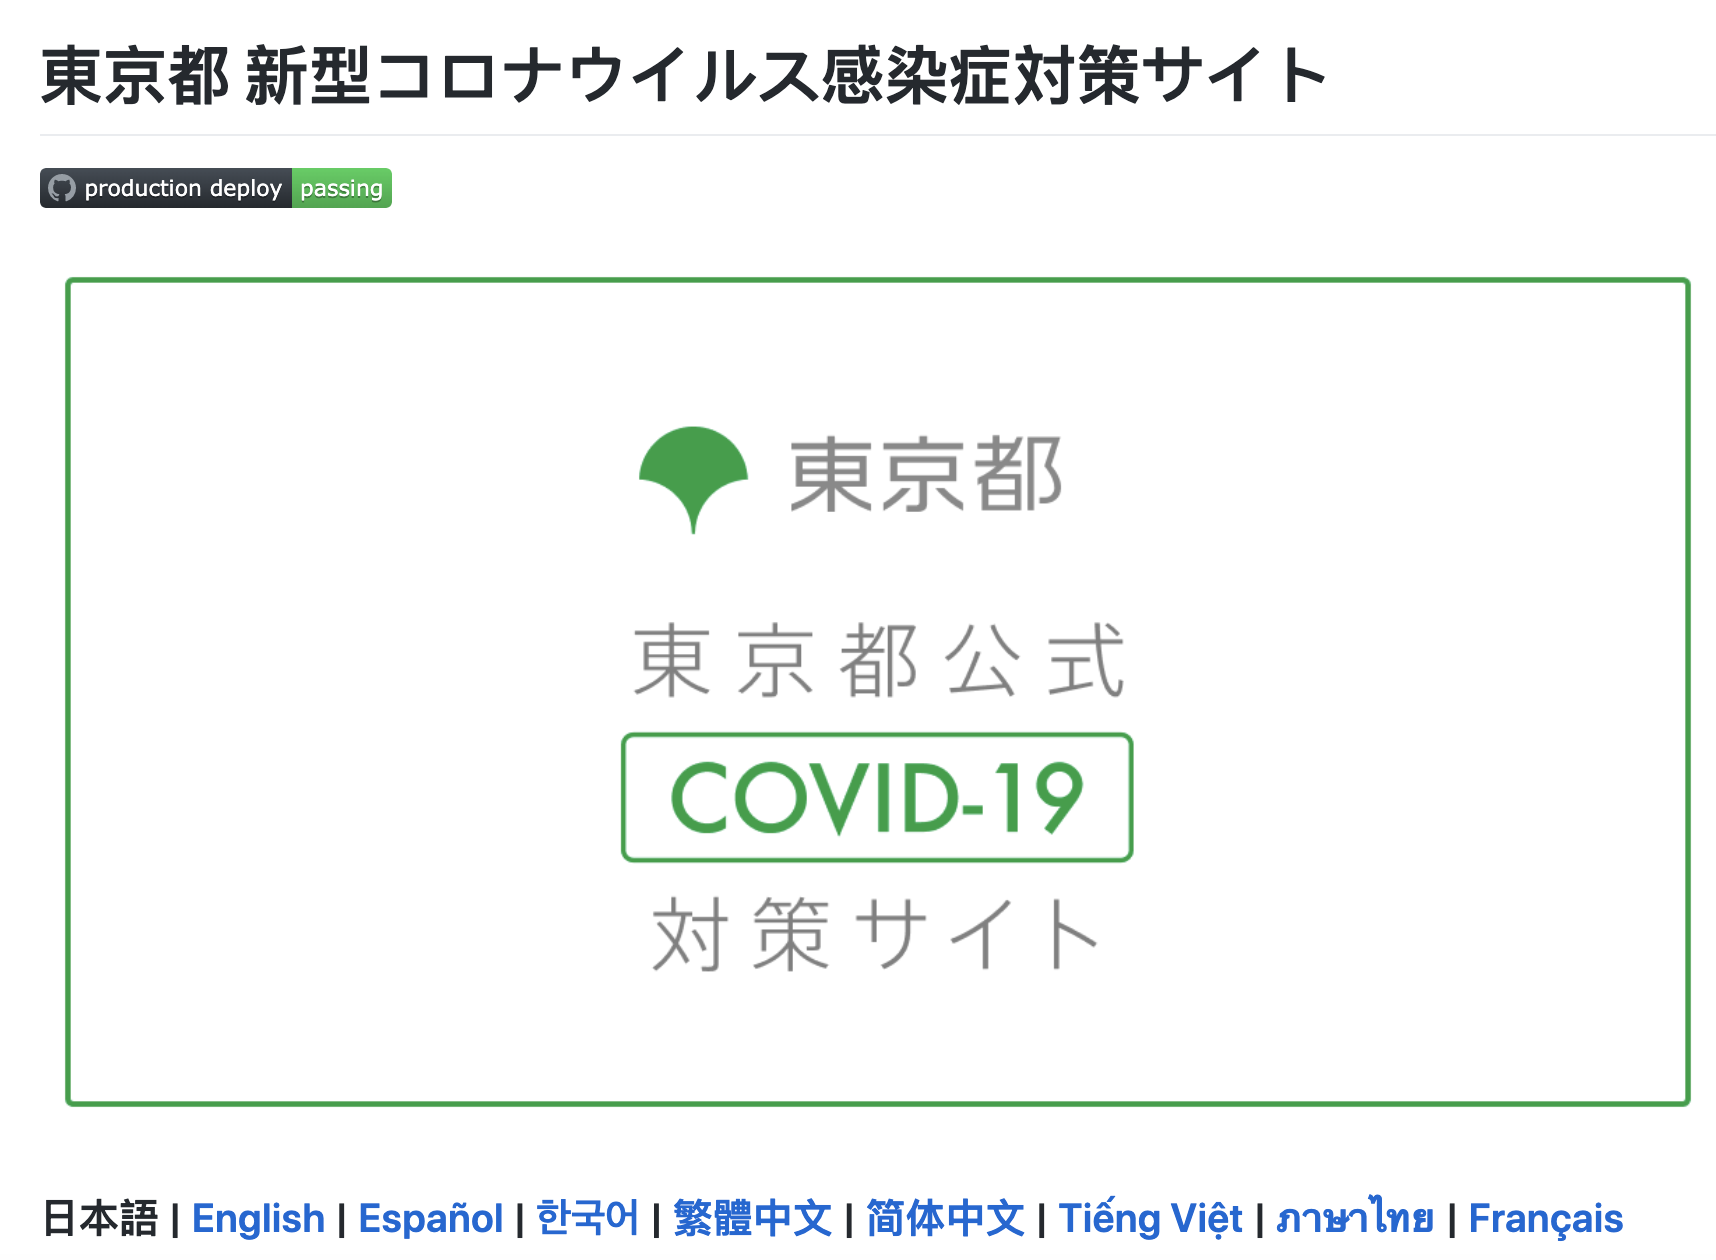 東京都 新型コロナウイルス感染症対策サイト
production deploy passing
東京都
東京都公式
COVID-19
対策サイト
日本語 | English | Español | 한국어 | 繁體中文 | 简体中文 | Tiếng Việt | ภาษาไทย | Français